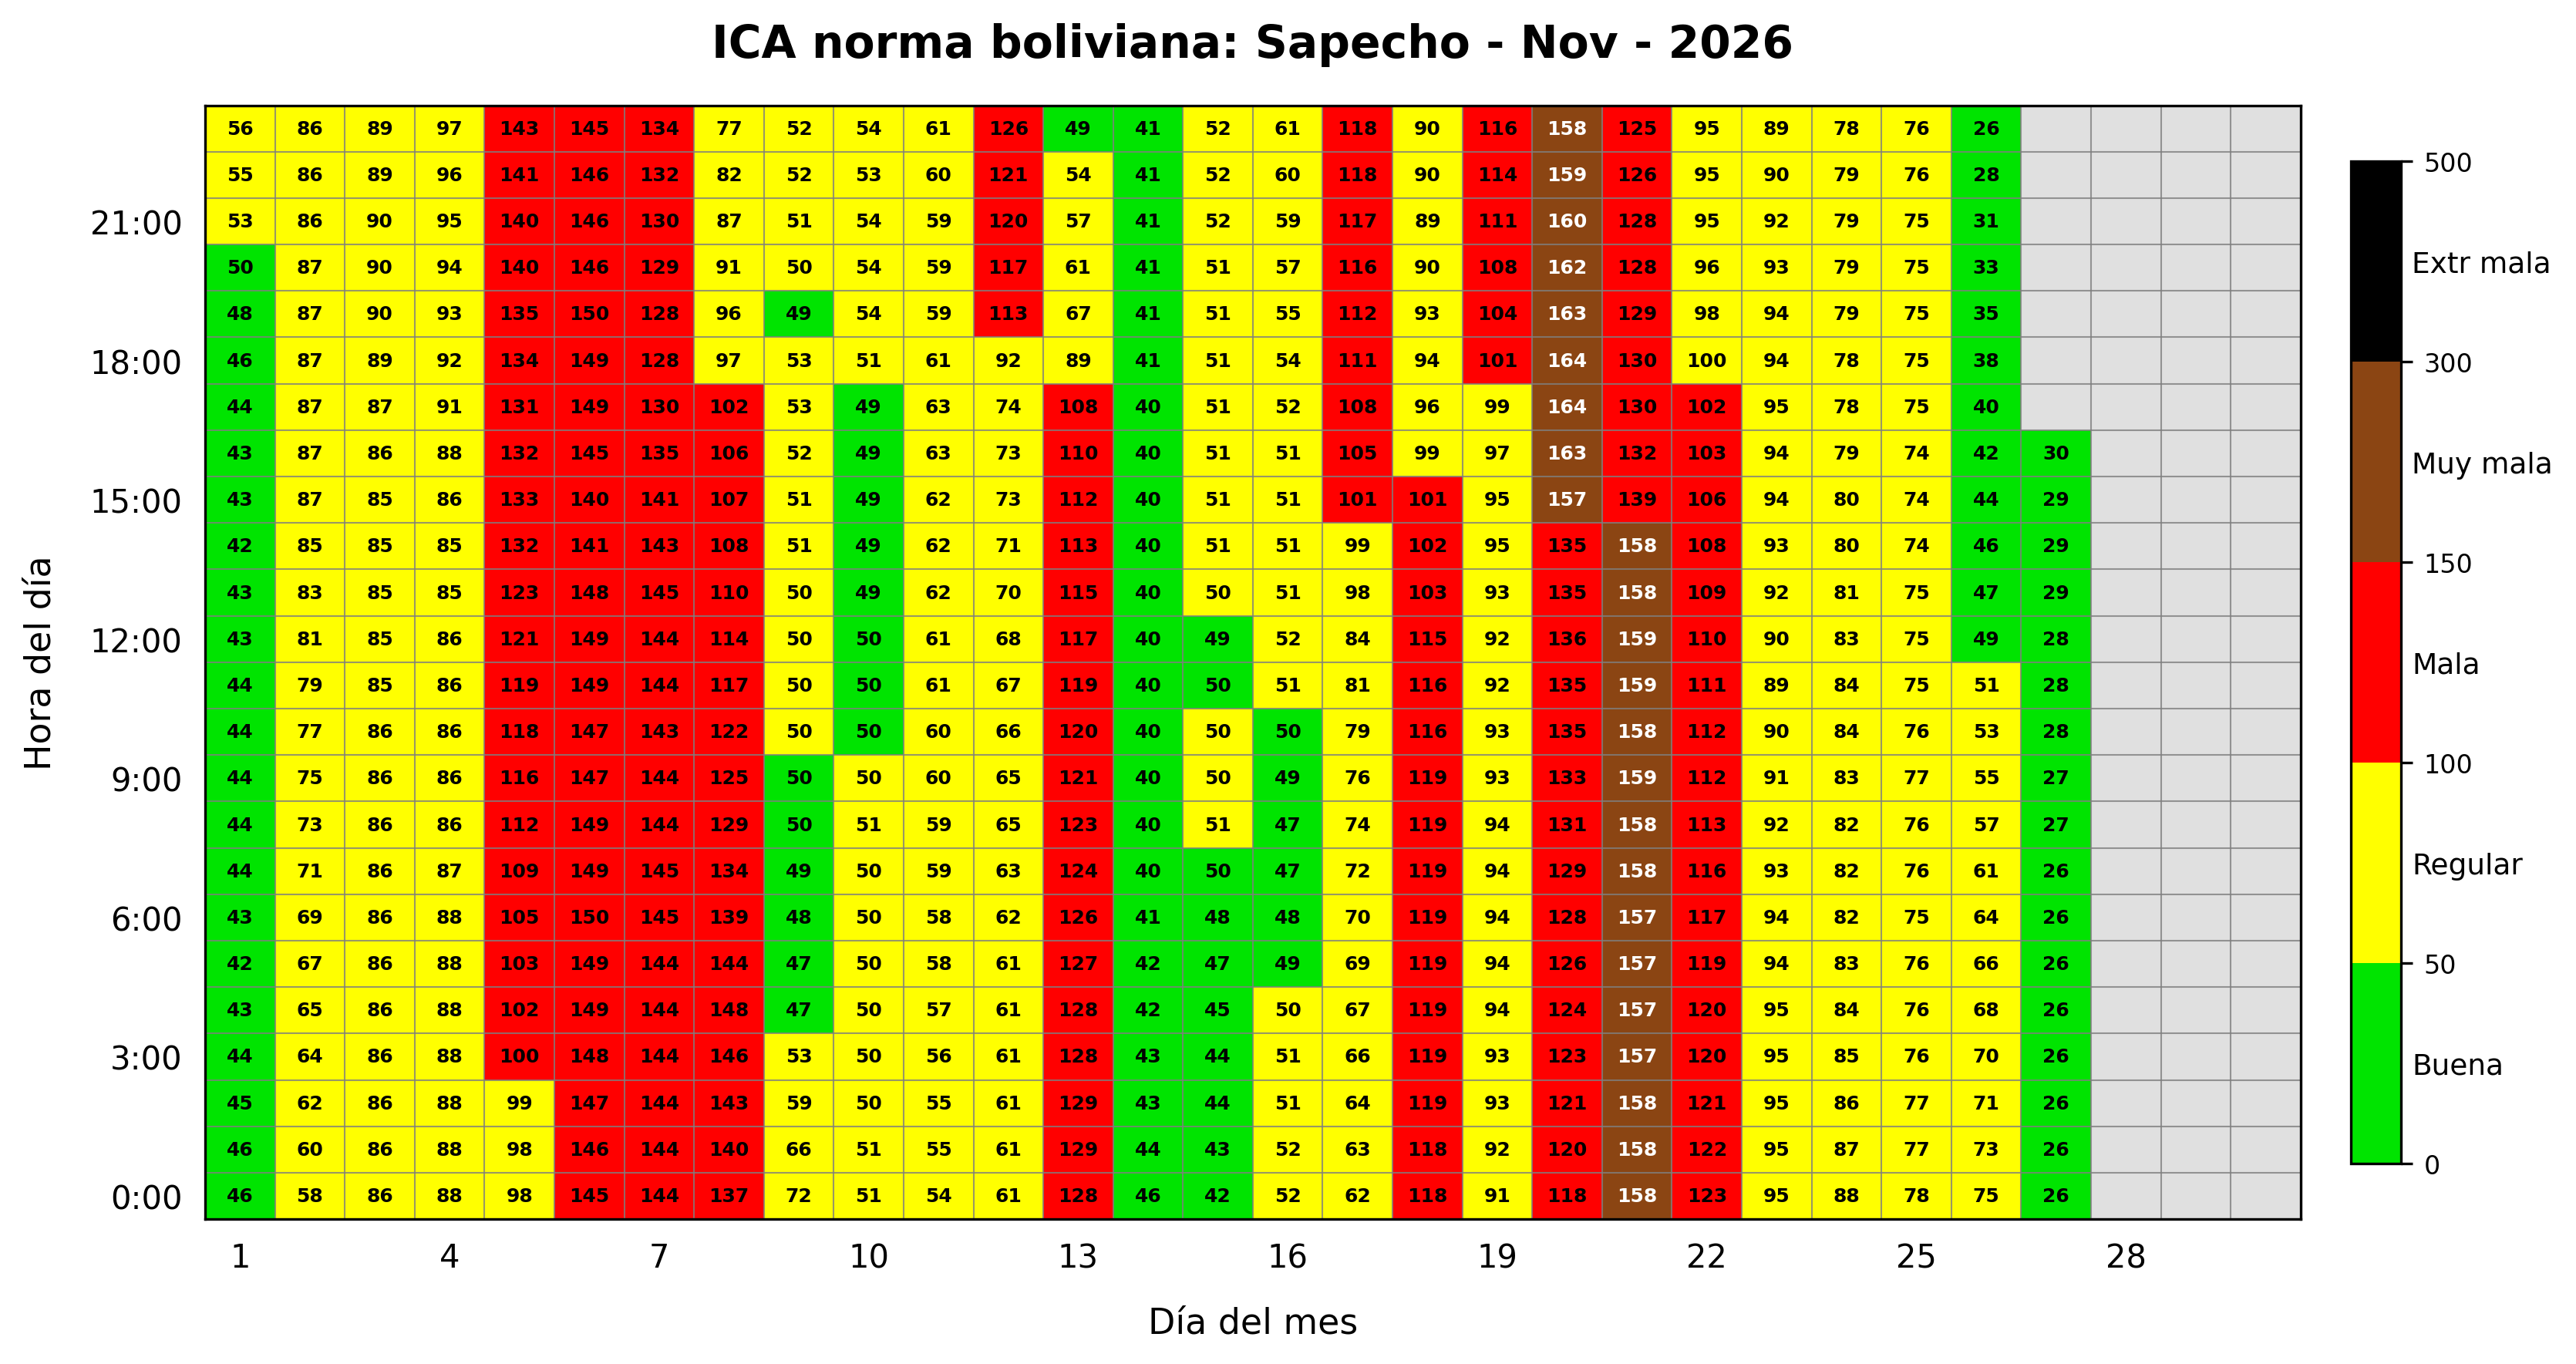 ICA norma boliviana: Sapecho - Nov - 2026
56 86 89 97 143 145 134 77 52 54 61 126 49 41 52 61 118 90 116 158 125 95 89 78 76 26
55 86 89 96 141 146 132 82 52 53 60 121 54 41 52 60 118 90 114 159 126 95 90 79 76 28
21:00 53 86 90 95 140 146 130 87 51 54 59 120 57 41 52 59 117 89 111 160 128 95 92 79 75 31
50 87 90 94 140 146 129 91 50 54 59 117 61 41 51 57 116 90 108 162 128 96 93 79 75 33
48 87 90 93 135 150 128 96 49 54 59 113 67 41 51 55 112 93 104 163 129 98 94 79 75 35
18:00 46 87 89 92 134 149 128 97 53 51 61 92 89 41 51 54 111 94 101 164 130 100 94 78 75 38
44 87 87 91 131 149 130 102 53 49 63 74 108 40 51 52 108 96 99 164 130 102 95 78 75 40
43 87 86 88 132 145 135 106 52 49 63 73 110 40 51 51 105 99 97 163 132 103 94 79 74 42 30
15:00 43 87 85 86 133 140 141 107 51 49 62 73 112 40 51 51 101 101 95 157 139 106 94 80 74 44 29
42 85 85 85 132 141 143 108 51 49 62 71 113 40 51 51 99 102 95 135 158 108 93 80 74 46 29
43 83 85 85 123 148 145 110 50 49 62 70 115 40 50 51 98 103 93 135 158 109 92 81 75 47 29
12:00 43 81 85 86 121 149 144 114 50 50 61 68 117 40 49 52 84 115 92 136 159 110 90 83 75 49 28
44 79 85 86 119 149 144 117 50 50 61 67 119 40 50 51 81 116 92 135 159 111 89 84 75 51 28
44 77 86 86 118 147 143 122 50 50 60 66 120 40 50 50 79 116 93 135 158 112 90 84 76 53 28
9:00 44 75 86 86 116 147 144 125 50 50 60 65 121 40 50 49 76 119 93 133 159 112 91 83 77 55 27
44 73 86 86 112 149 144 129 50 51 59 65 123 40 51 47 74 119 94 131 158 113 92 82 76 57 27
44 71 86 87 109 149 145 134 49 50 59 63 124 40 50 47 72 119 94 129 158 116 93 82 76 61 26
6:00 43 69 86 88 105 150 145 139 48 50 58 62 126 41 48 48 70 119 94 128 157 117 94 82 75 64 26
42 67 86 88 103 149 144 144 47 50 58 61 127 42 47 49 69 119 94 126 157 119 94 83 76 66 26
43 65 86 88 102 149 144 148 47 50 57 61 128 42 45 50 67 119 94 124 157 120 95 84 76 68 26
3:00 44 64 86 88 100 148 144 146 53 50 56 61 128 43 44 51 66 119 93 123 157 120 95 85 76 70 26
45 62 86 88 99 147 144 143 59 50 55 61 129 43 44 51 64 119 93 121 158 121 95 86 77 71 26
46 60 86 88 98 146 144 140 66 51 55 61 129 44 43 52 63 118 92 120 158 122 95 87 77 73 26
0:00 46 58 86 88 98 145 144 137 72 51 54 61 128 46 42 52 62 118 91 118 158 123 95 88 78 75 26
1 4 7 10 13 16 19 22 25 28
Día del mes
Hora del día
500
Extr mala
300
Muy mala
150
Mala
100
Regular
50
Buena
0